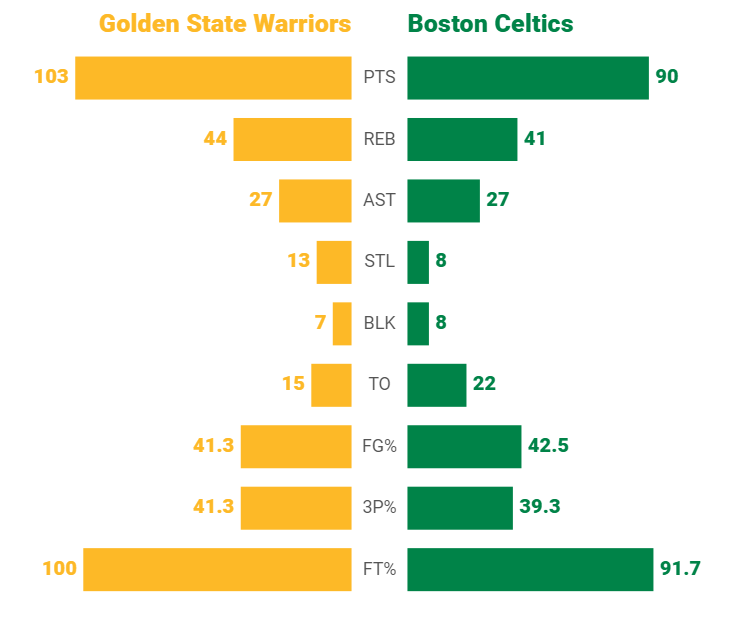 Golden State Warriors Boston Celtics
103 PTS 90
44 REB 41
27 AST 27
13 STL 8
7 BLK 8
15 TO 22
41.3 FG% 42.5
41.3 3P% 39.3
100 FT% 91.7